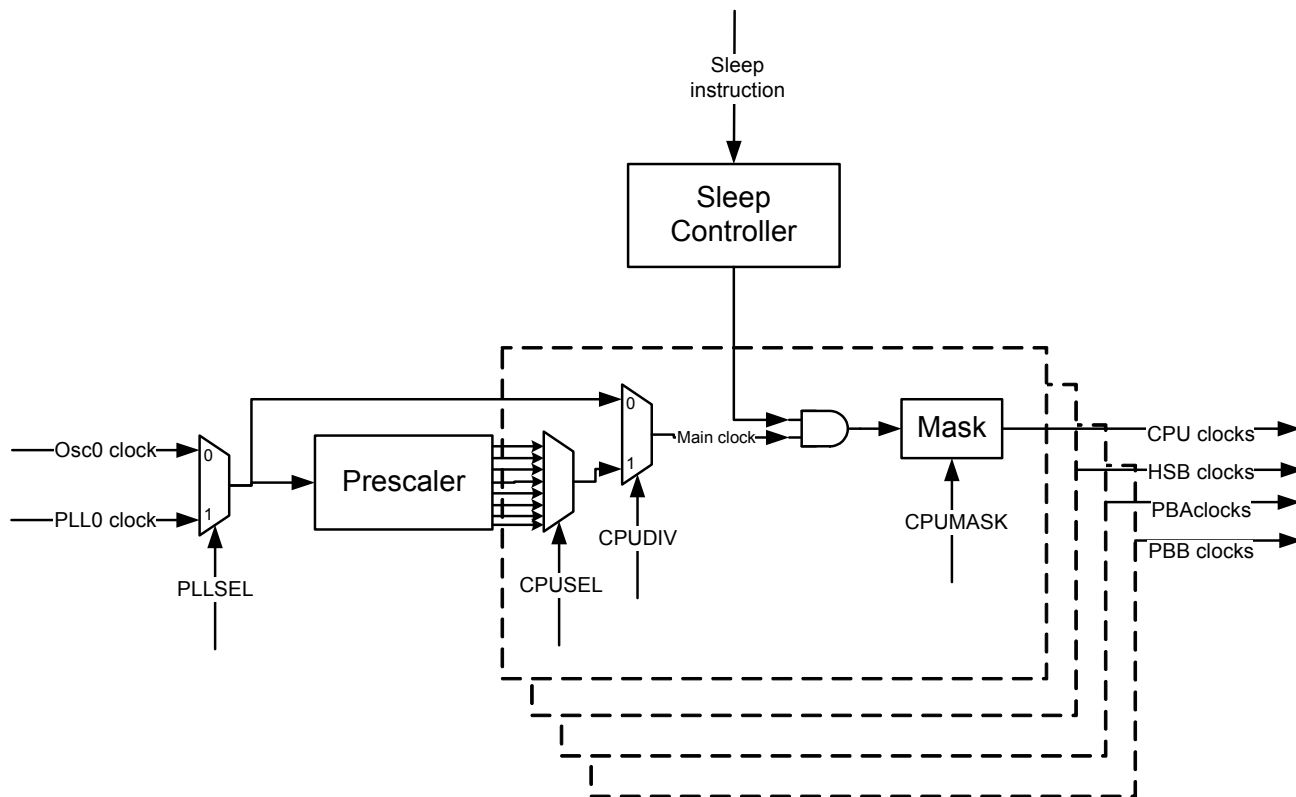 Sleep
instruction
Sleep
Controller
0
Osc0 clock
0
Main clock
Mask
CPU clocks
Prescaler
1
HSB clocks
PLL0 clock
1
CPUDIV
CPUMASK
PBAclocks
PBB clocks
PLLSEL
CPUSEL